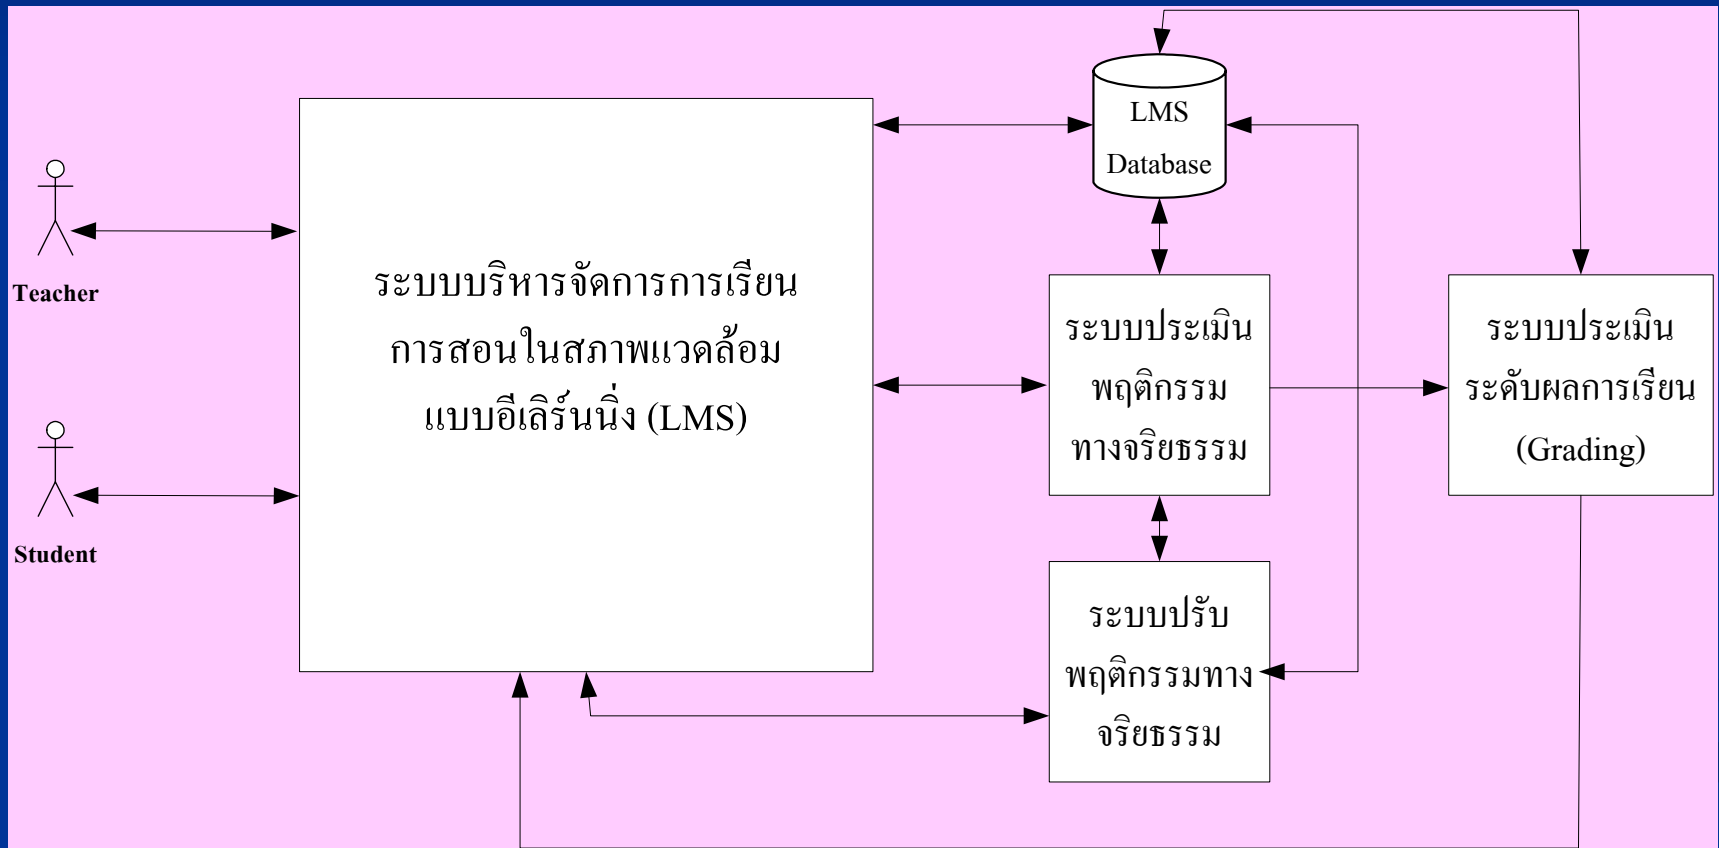 Teacher
Student
ระบบบริหารจัดการการเรียน
การสอนในสภาพแวดล้อม
แบบอีเลิร์นนิ่ง (LMS)
LMS
Database
ระบบประเมิน
พฤติกรรม
ทางจริยธรรม
ระบบปรับ
พฤติกรรมทาง
จริยธรรม
ระบบประเมิน
ระดับผลการเรียน
(Grading)